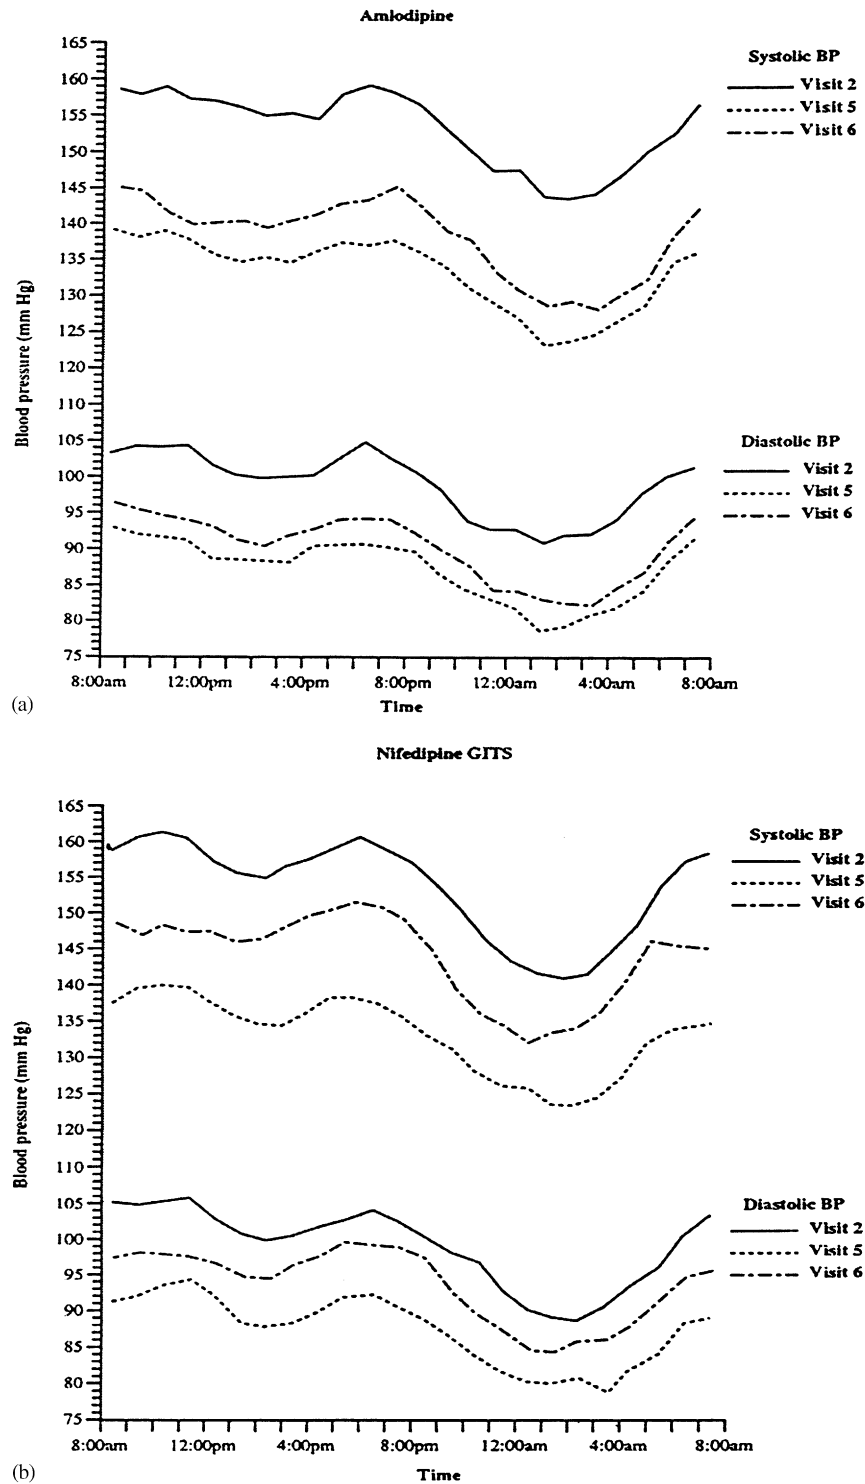 Amlodipine
165
160
155
150
145
140
135
130
125
120
110
105
100
95
90
85
80
75
Blood pressure (mm Hg)
Systolic BP
Visit 2
Visit 5
Visit 6
Diastolic BP
Visit 2
Visit 5
Visit 6
8:00am 12:00pm 4:00pm 8:00pm 12:00am 4:00am 8:00am
Time
(a)
Nifedipine GITS
165
160
155
150
145
140
135
130
125
120
110
105
100
95
90
85
80
75
Blood pressure (mm Hg)
Systolic BP
Visit 2
Visit 5
Visit 6
Diastolic BP
Visit 2
Visit 5
Visit 6
8:00am 12:00pm 4:00pm 8:00pm 12:00am 4:00am 8:00am
Time
(b)